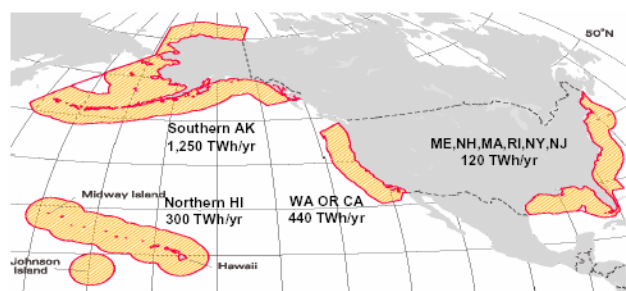 50°N
Southern AK
1,250 TWh/yr
ME,NH,MA,RI,NY,NJ
120 TWh/yr
Midway Island
Northern HI
300 TWh/yr
WA OR CA
440 TWh/yr
Johnson
Island
Hawaii